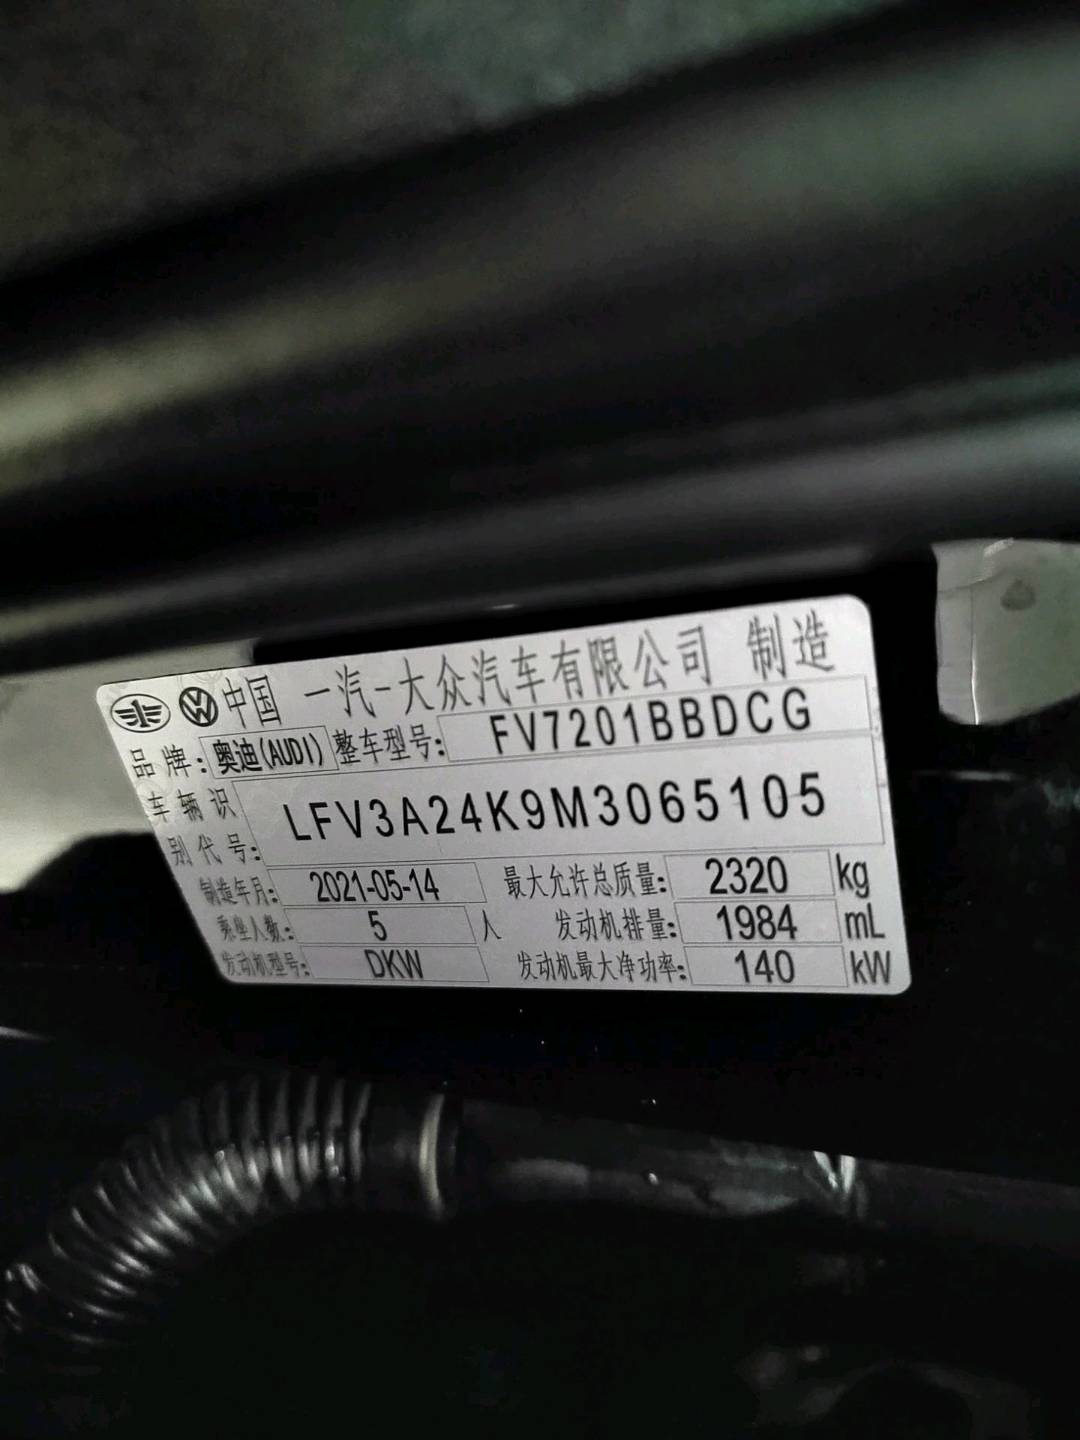 中国 一汽-大众汽车有限公司 制造
品牌: 奥迪(AUDI) 整车型号: FV7201BBDCG
车辆识别代号: LFV3A24K9M3065105
制造年月: 2021-05-14 最大允许总质量: 2320 kg
乘坐人数: 5 人 发动机排量: 1984 mL
发动机型号: DKW 发动机最大净功率: 140 kW